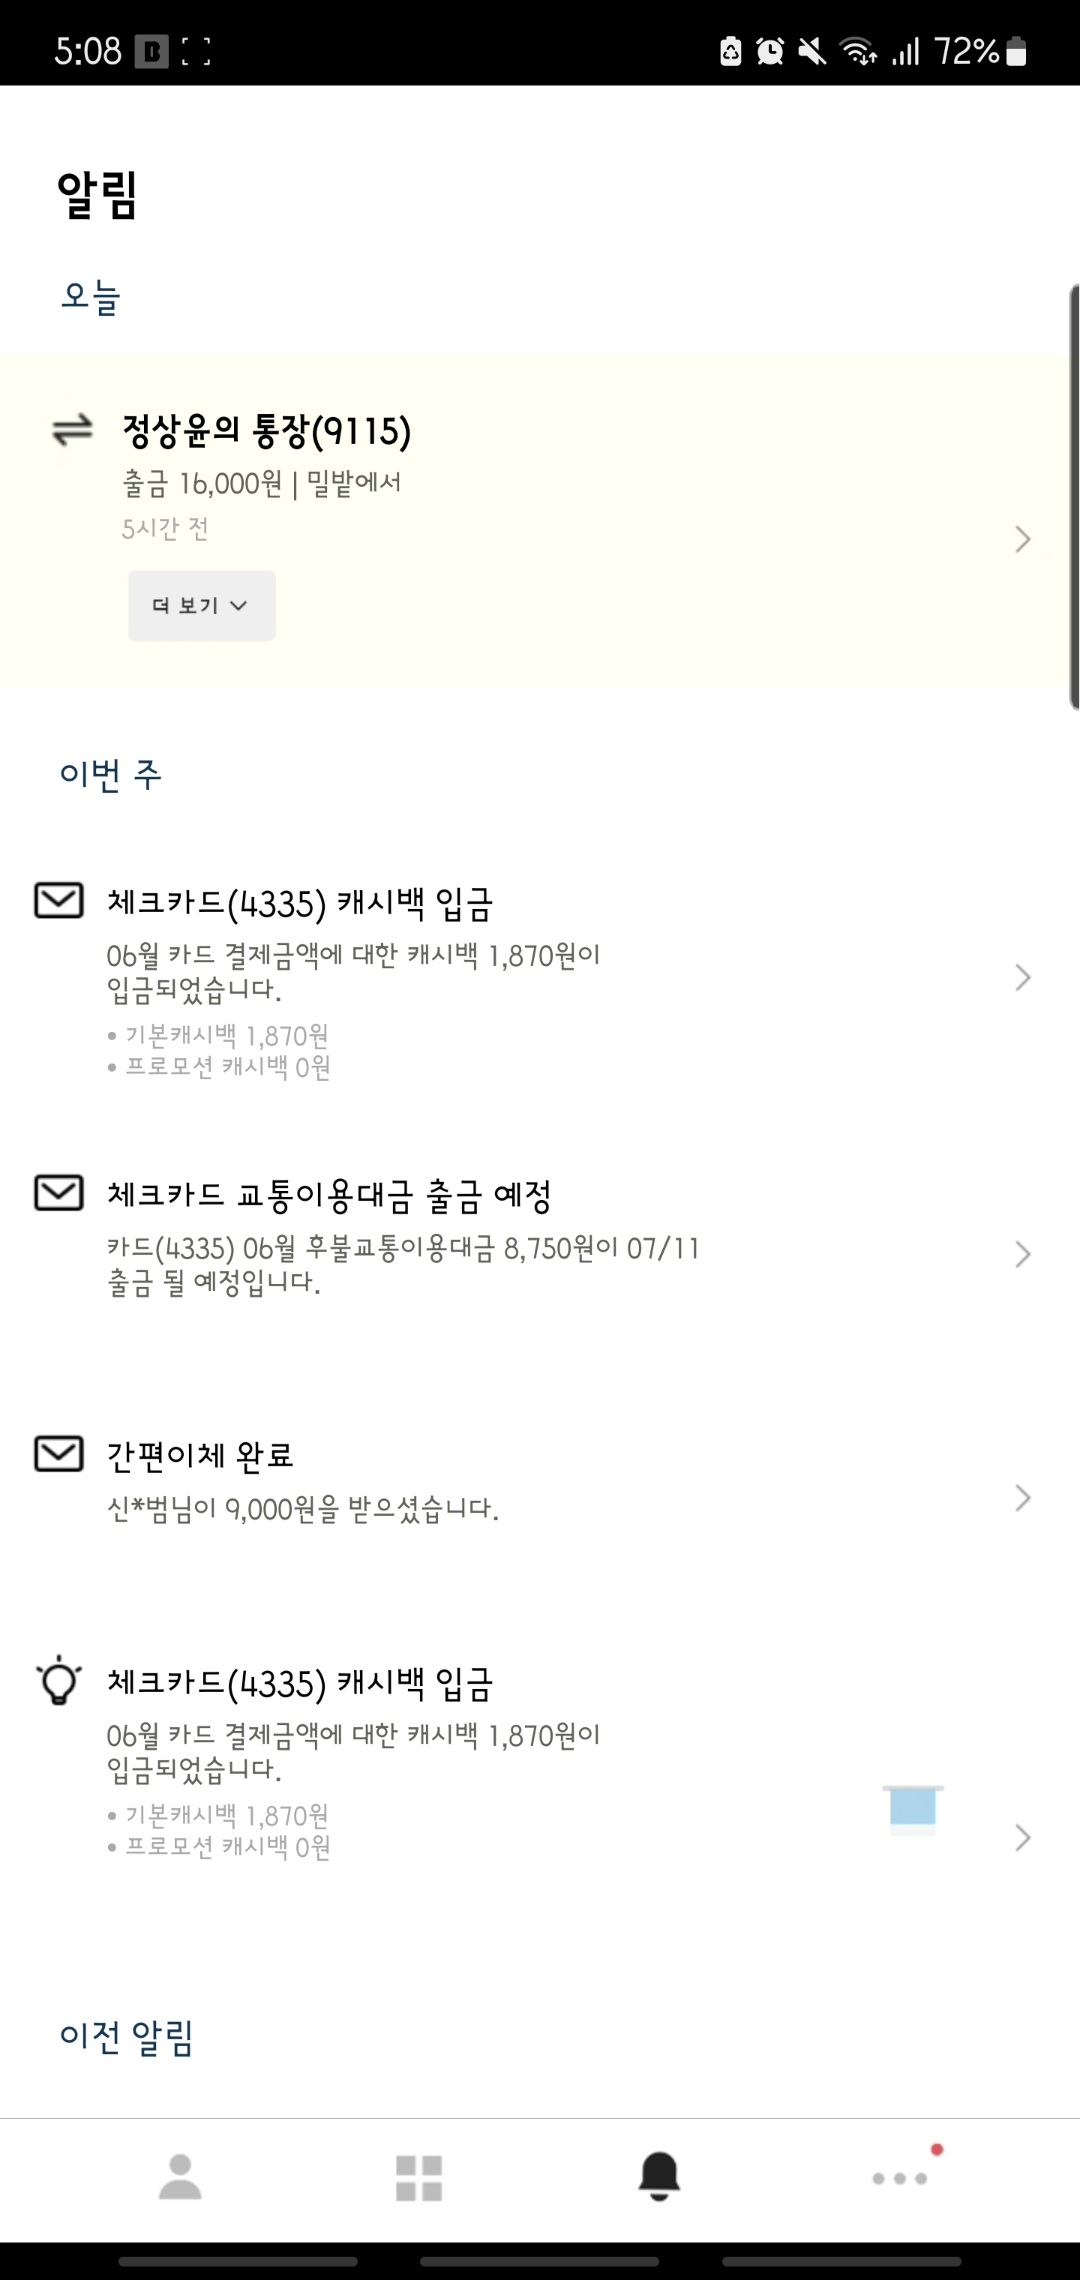 5:08 B 72%
알림
오늘
정상윤의 통장(9115)
출금 16,000원 | 밀밭에서
5시간 전
더 보기
이번 주
체크카드(4335) 캐시백 입금
06월 카드 결제금액에 대한 캐시백 1,870원이
입금되었습니다.
• 기본캐시백 1,870원
• 프로모션 캐시백 0원
체크카드 교통이용대금 출금 예정
카드(4335) 06월 후불교통이용대금 8,750원이 07/11
출금 될 예정입니다.
간편이체 완료
신*범님이 9,000원을 받으셨습니다.
체크카드(4335) 캐시백 입금
06월 카드 결제금액에 대한 캐시백 1,870원이
입금되었습니다.
• 기본캐시백 1,870원
• 프로모션 캐시백 0원
이전 알림